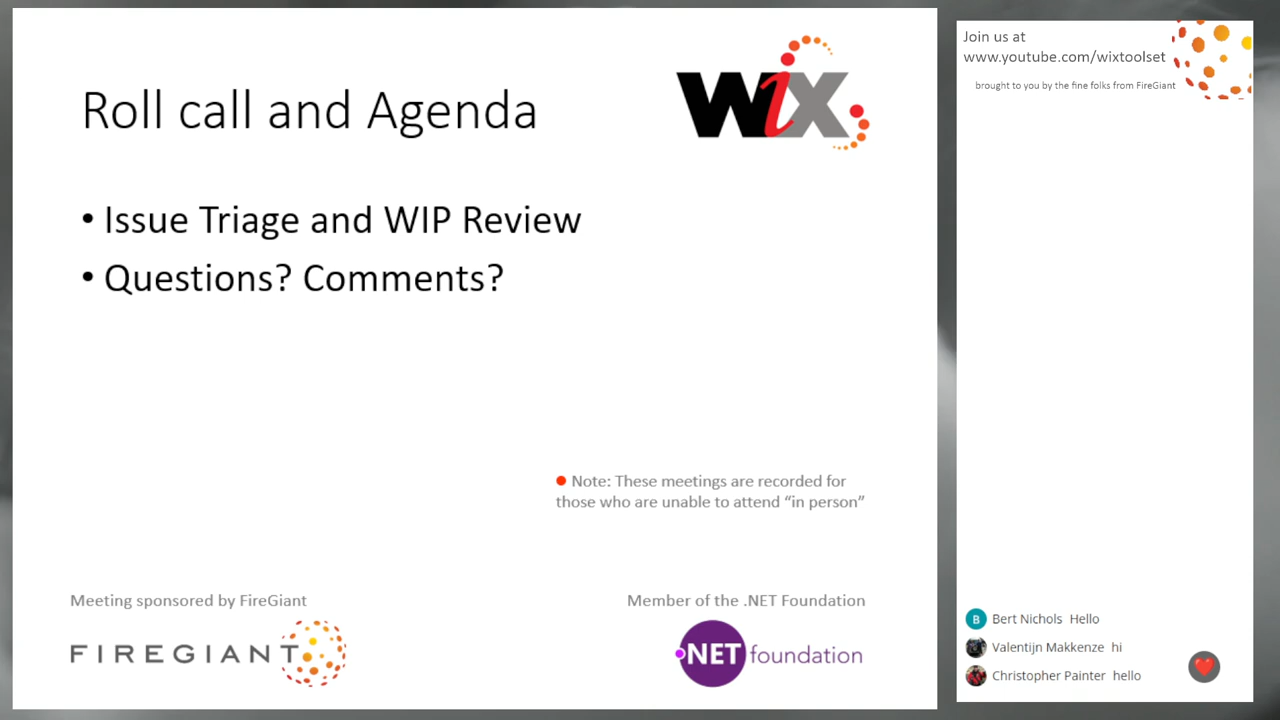 Roll call and Agenda
WiX
• Issue Triage and WIP Review
• Questions? Comments?
Note: These meetings are recorded for
those who are unable to attend “in person”
Meeting sponsored by FireGiant
FIREGIANT
Member of the .NET Foundation
.NET foundation
Join us at
www.youtube.com/wixtoolset
brought to you by the fine folks from FireGiant
B Bert Nichols Hello
Valentijn Makkenze hi
Christopher Painter hello